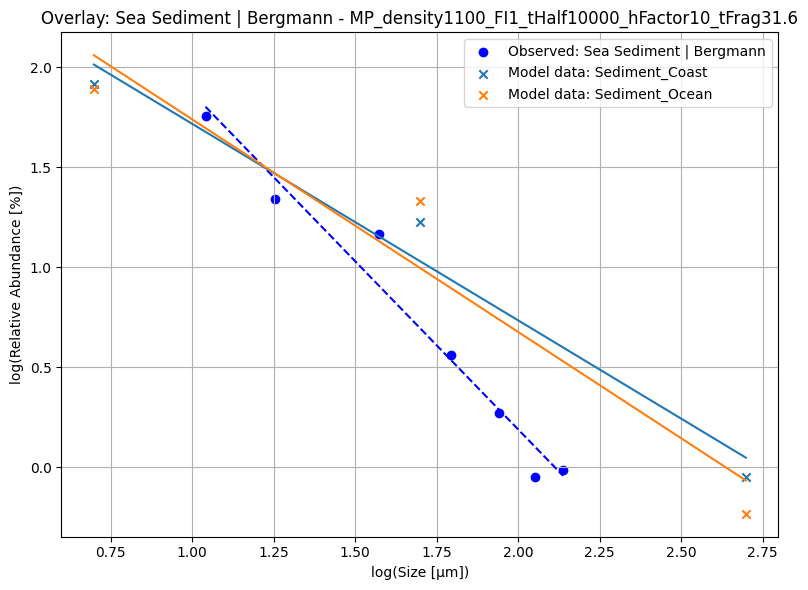 Overlay: Sea Sediment | Bergmann - MP_density1100_FI1_tHalf10000_hFactor10_tFrag31.6
Observed: Sea Sediment | Bergmann
Model data: Sediment_Coast
Model data: Sediment_Ocean
log(Relative Abundance [%])
2.0
1.5
1.0
0.5
0.0
0.75 1.00 1.25 1.50 1.75 2.00 2.25 2.50 2.75
log(Size [µm])